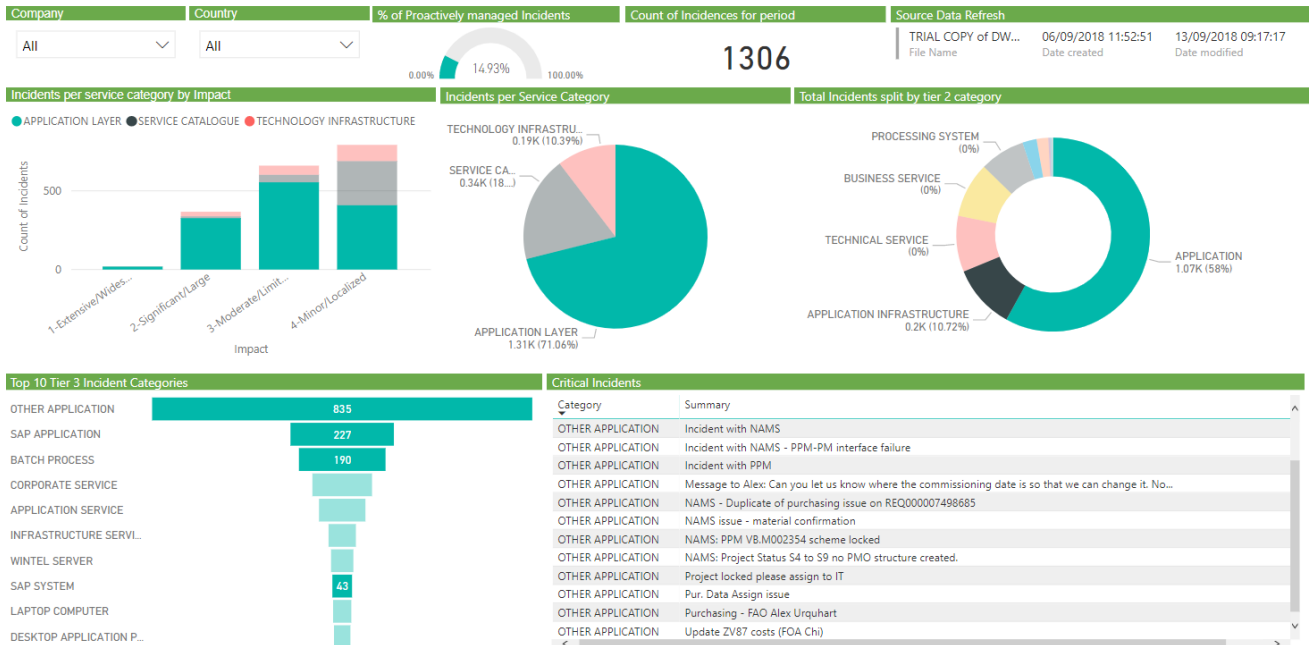 Company
Country
% of Proactively managed Incidents
Count of Incidences for period
Source Data Refresh
All
All
0.00%
14.93%
100.00%
1306
TRIAL COPY of DW...
06/09/2018 11:52:51
13/09/2018 09:17:17
File Name
Date created
Date modified
Incidents per service category by Impact
Incidents per Service Category
Total Incidents split by tier 2 category
APPLICATION LAYER
SERVICE CATALOGUE
TECHNOLOGY INFRASTRUCTURE
Count of Incidents
500
0
1-Extensive/Wides...
2-Significant/Large
3-Moderate/Limit...
4-Minor/Localized
Impact
TECHNOLOGY INFRASTRU...
0.19K (10.39%)
SERVICE CA...
0.34K (18...)
APPLICATION LAYER
1.31K (71.06%)
PROCESSING SYSTEM
(0%)
BUSINESS SERVICE
(0%)
TECHNICAL SERVICE
(0%)
APPLICATION INFRASTRUCTURE
0.2K (10.72%)
APPLICATION
1.07K (58%)
Top 10 Tier 3 Incident Categories
OTHER APPLICATION
835
SAP APPLICATION
227
BATCH PROCESS
190
CORPORATE SERVICE
APPLICATION SERVICE
INFRASTRUCTURE SERVI...
WINTEL SERVER
SAP SYSTEM
43
LAPTOP COMPUTER
DESKTOP APPLICATION P...
Critical Incidents
Category Summary
OTHER APPLICATION Incident with NAMS
OTHER APPLICATION Incident with NAMS - PPM-PM interface failure
OTHER APPLICATION Incident with PPM
OTHER APPLICATION Message to Alex: Can you let us know where the commissioning date is so that we can change it. No...
OTHER APPLICATION NAMS - Duplicate of purchasing issue on REQ000007498685
OTHER APPLICATION NAMS issue - material confirmation
OTHER APPLICATION NAMS: PPM VB.M002354 scheme locked
OTHER APPLICATION NAMS: Project Status S4 to S9 no PMO structure created.
OTHER APPLICATION Project locked please assign to IT
OTHER APPLICATION Pur. Data Assign issue
OTHER APPLICATION Purchasing - FAO Alex Urquhart
OTHER APPLICATION Update ZV87 costs (FOA Chi)